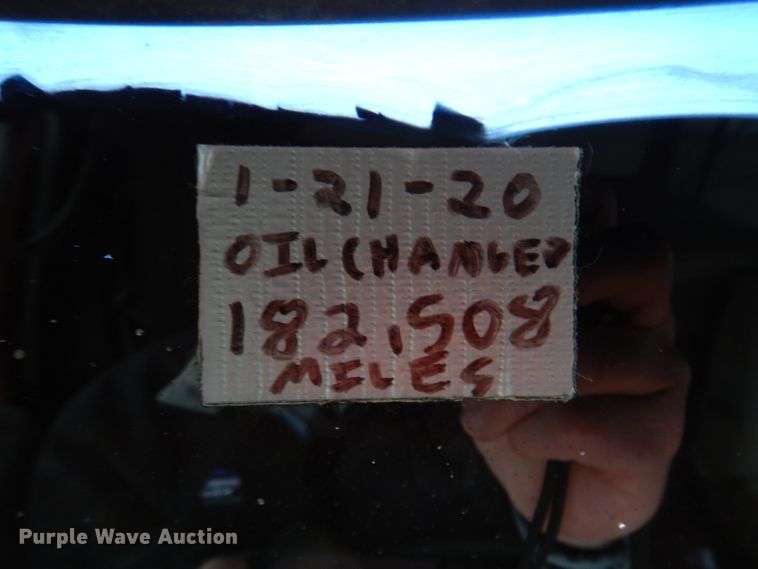 1-21-20
OIL CHANGED
182,508
MILES
Purple Wave Auction